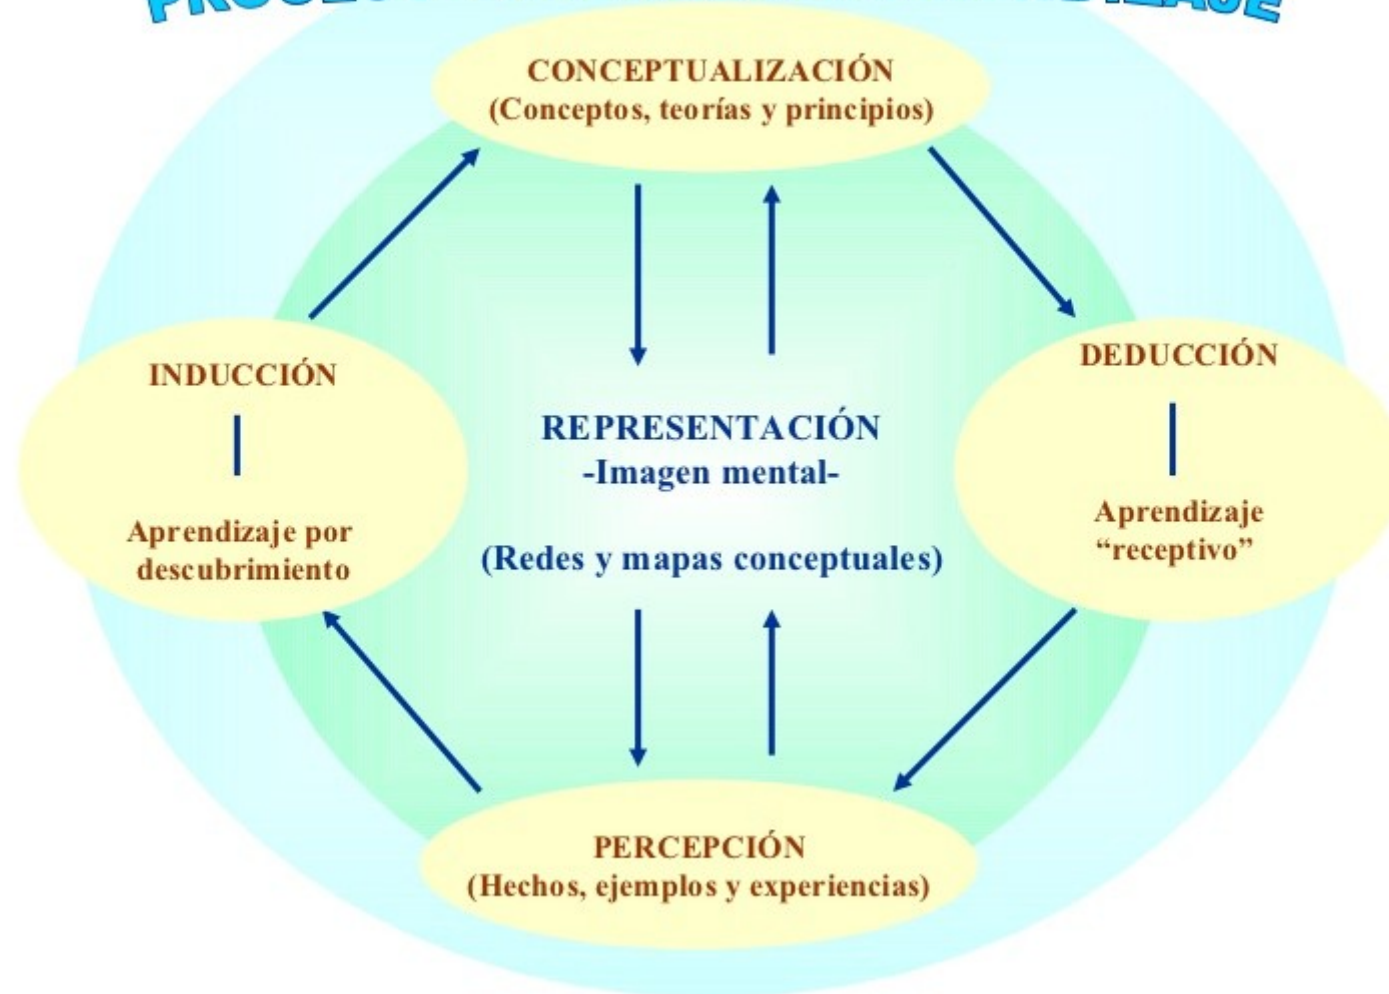 CONCEPTUALIZACIÓN
(Conceptos, teorías y principios)
INDUCCIÓN
Aprendizaje por
descubrimiento
REPRESENTACIÓN
-Imagen mental-
(Redes y mapas conceptuales)
DEDUCCIÓN
Aprendizaje
“receptivo”
PERCEPCIÓN
(Hechos, ejemplos y experiencias)